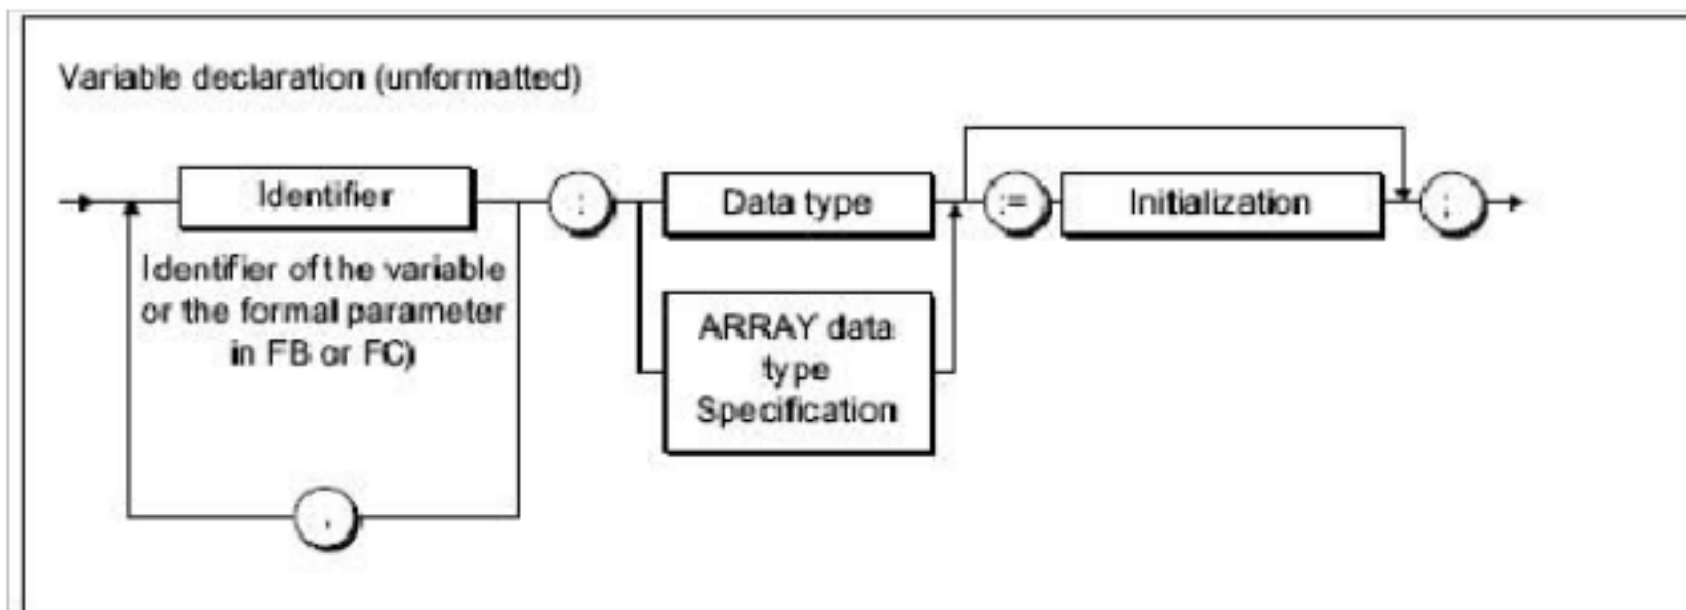 Variable declaration (unformatted)
Identifier
:
Data type
:=
Initialization
;
Identifier of the variable
or the formal parameter
in FB or FC)
ARRAY data
type
Specification
,